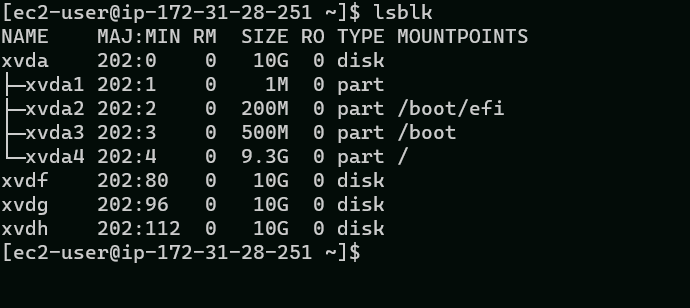 [ec2-user@ip-172-31-28-251 ~]$ lsblk
NAME    MAJ:MIN RM  SIZE RO TYPE MOUNTPOINTS
xvda    202:0    0   10G  0 disk
├─xvda1 202:1    0    1M  0 part
├─xvda2 202:2    0  200M  0 part /boot/efi
├─xvda3 202:3    0  500M  0 part /boot
└─xvda4 202:4    0  9.3G  0 part /
xvdf    202:80   0   10G  0 disk
xvdg    202:96   0   10G  0 disk
xvdh    202:112  0   10G  0 disk
[ec2-user@ip-172-31-28-251 ~]$